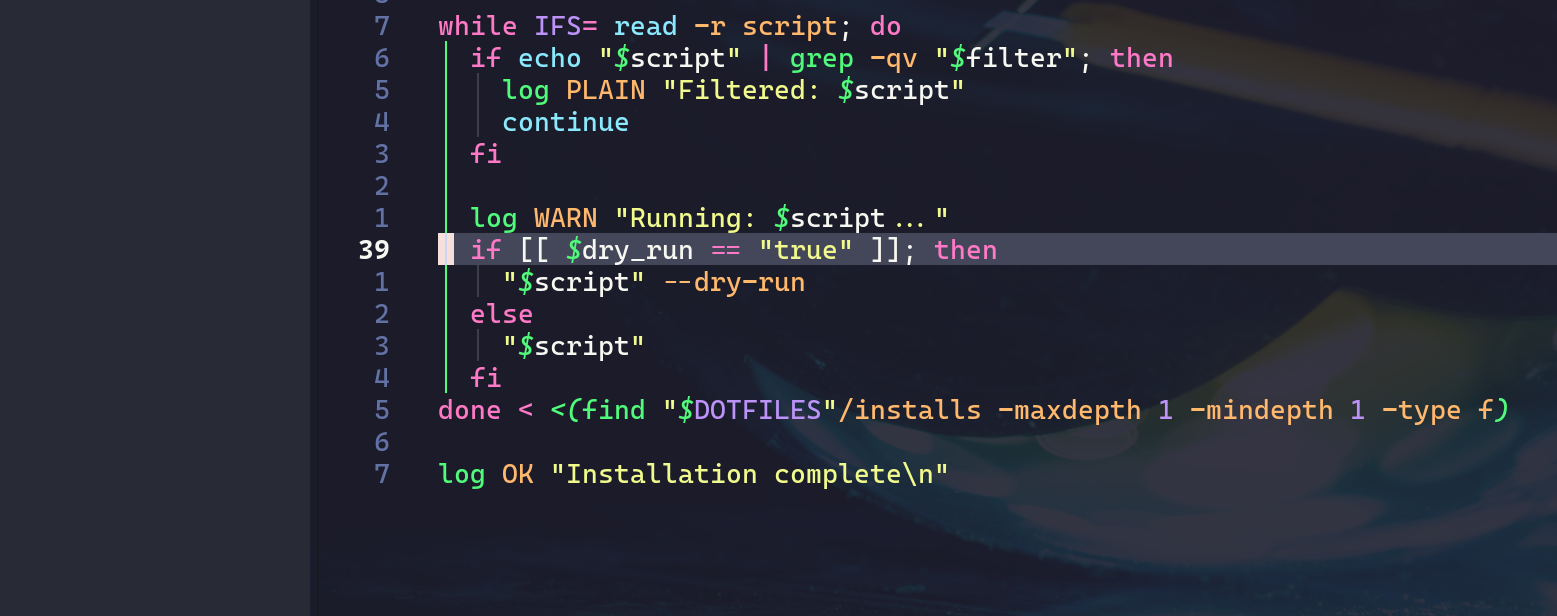 7 while IFS= read -r script; do
6   if echo "$script" | grep -qv "$filter"; then
5     log PLAIN "Filtered: $script"
4     continue
3   fi
2
1   log WARN "Running: $script..."
39   if [[ $dry_run == "true" ]]; then
1     "$script" --dry-run
2   else
3     "$script"
4   fi
5 done < <(find "$DOTFILES"/installs -maxdepth 1 -mindepth 1 -type f)
6
7 log OK "Installation complete\n"